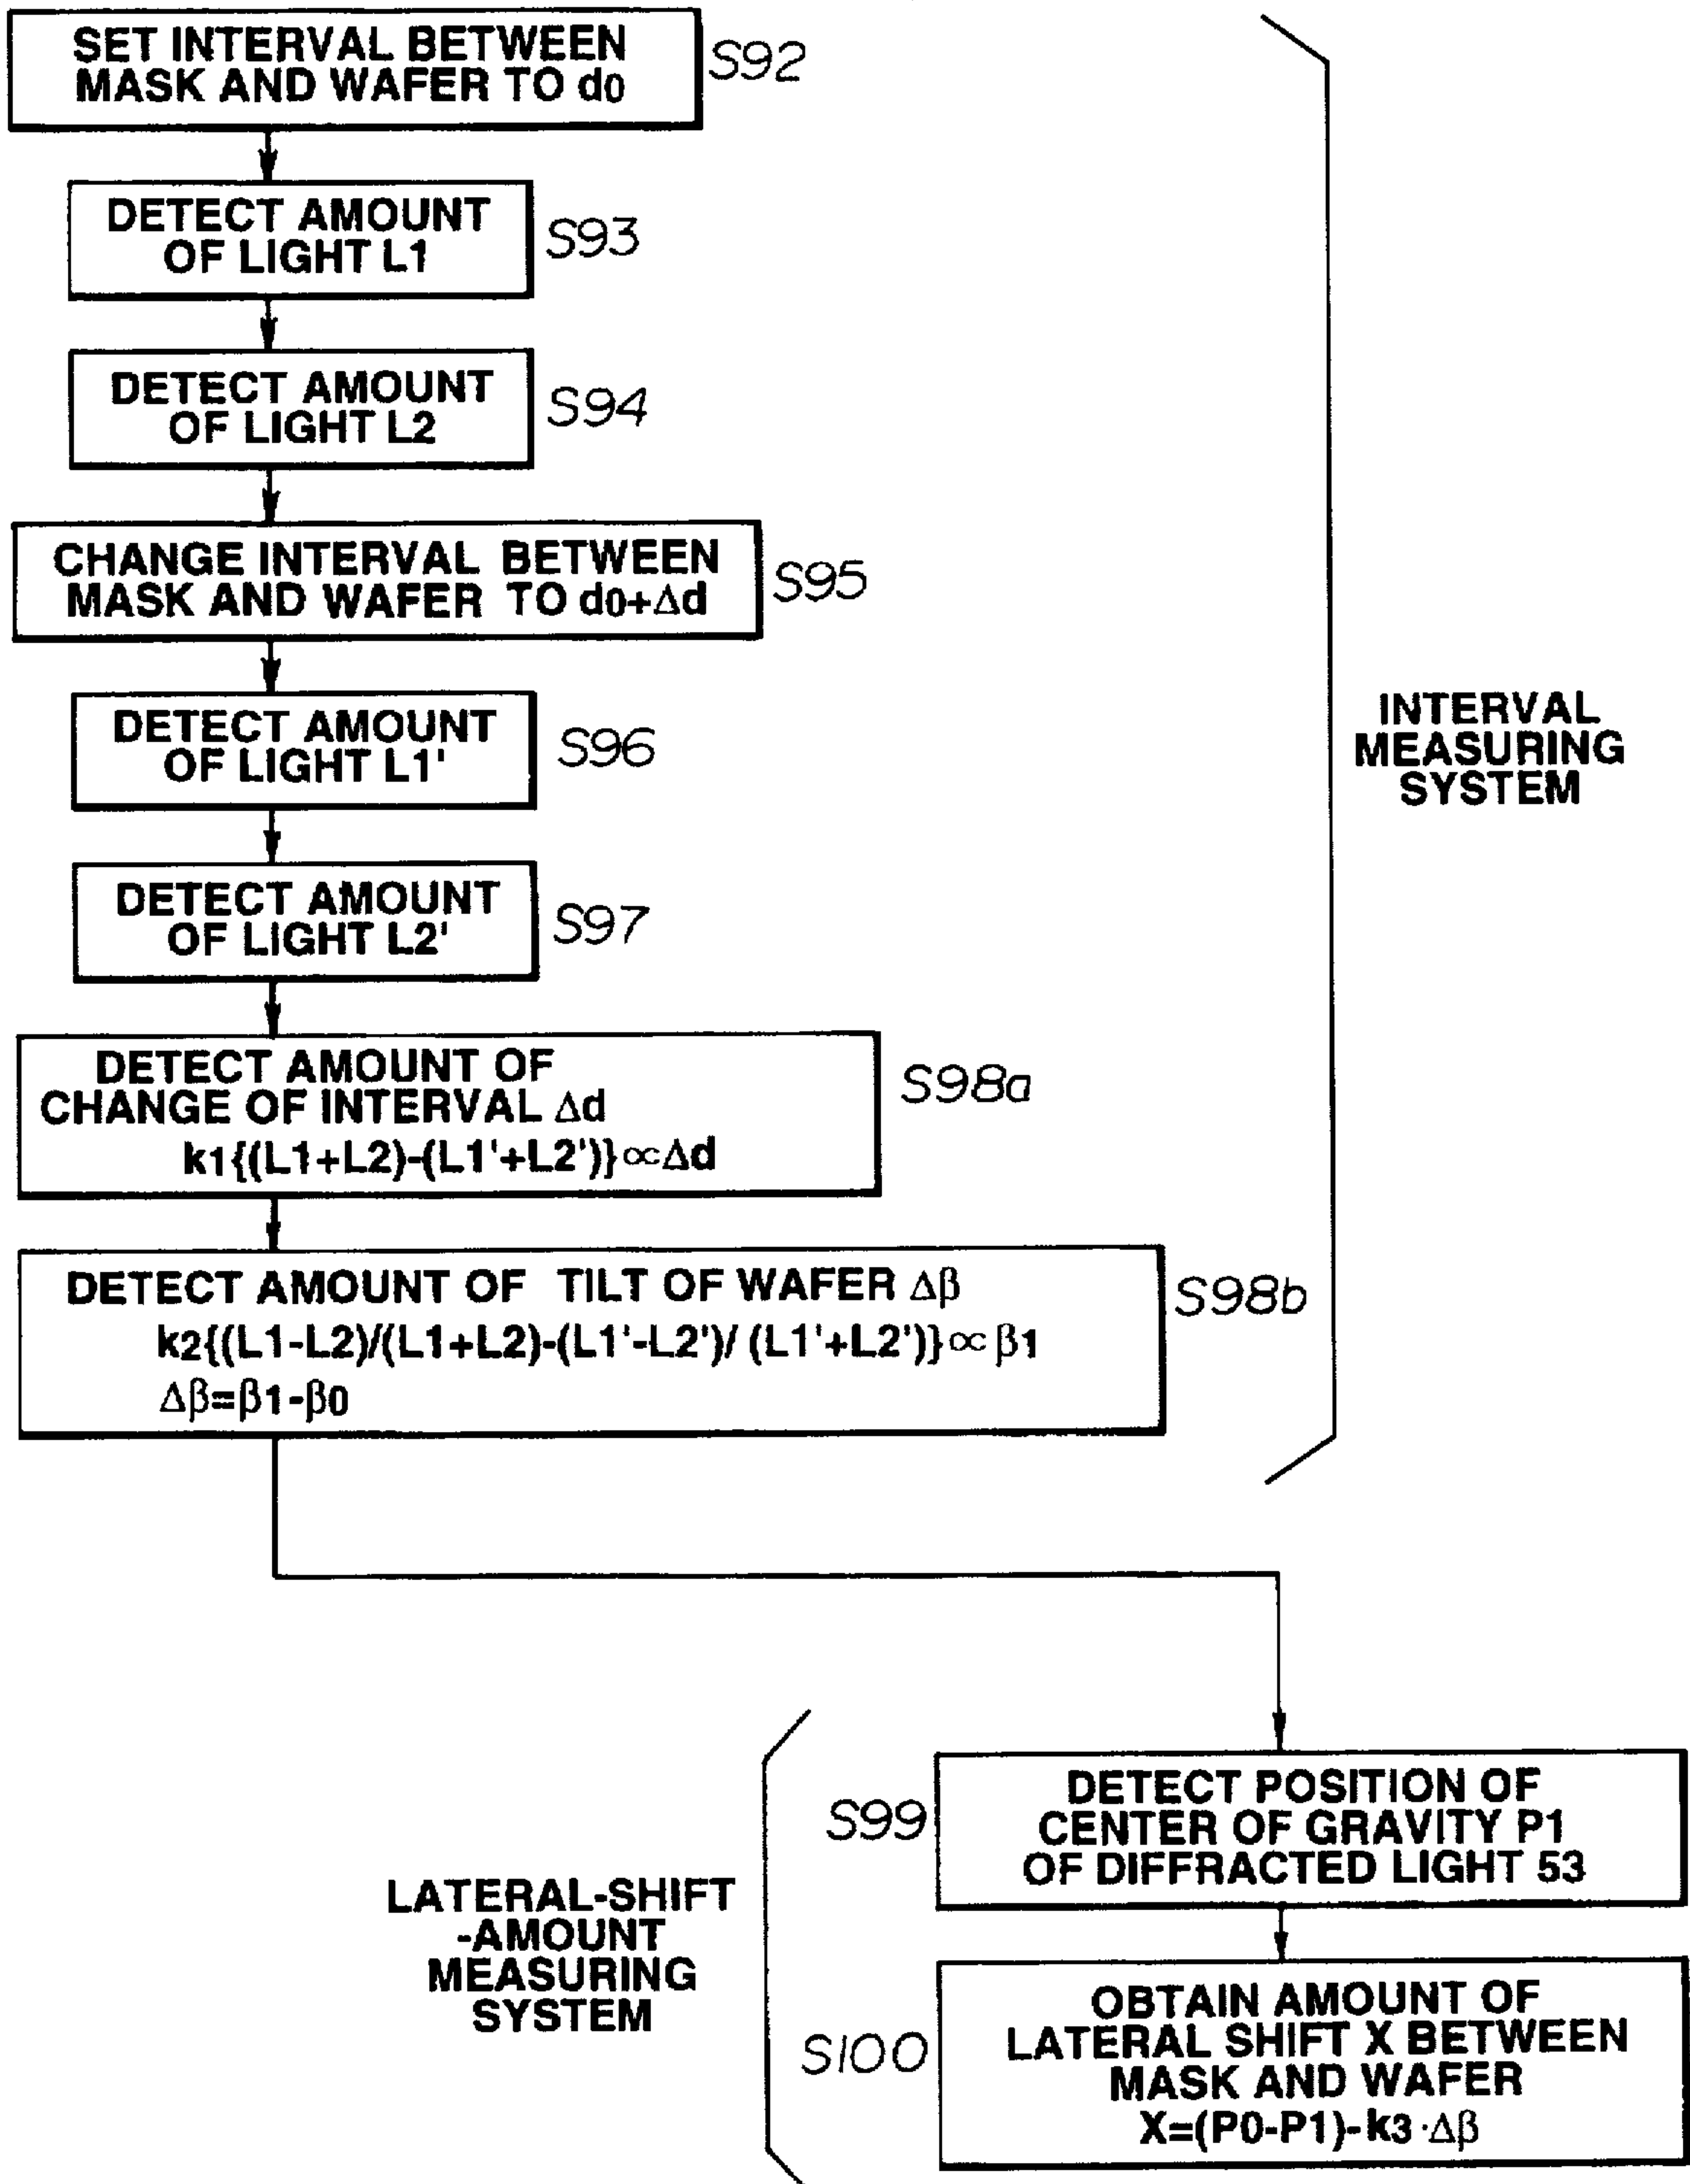 SET INTERVAL BETWEEN
MASK AND WAFER TO d0
S92
DETECT AMOUNT
OF LIGHT L1
S93
DETECT AMOUNT
OF LIGHT L2
S94
CHANGE INTERVAL BETWEEN
MASK AND WAFER TO d0+Δd
S95
DETECT AMOUNT
OF LIGHT L1'
S96
DETECT AMOUNT
OF LIGHT L2'
S97
DETECT AMOUNT OF
CHANGE OF INTERVAL Δd
k1{(L1+L2)-(L1'+L2')}∝Δd
S98a
DETECT AMOUNT OF TILT OF WAFER Δβ
k2{(L1-L2)/(L1+L2)-(L1'-L2')/ (L1'+L2')}∝β1
Δβ=β1-β0
S98b
INTERVAL
MEASURING
SYSTEM
LATERAL-SHIFT
-AMOUNT
MEASURING
SYSTEM
S99
DETECT POSITION OF
CENTER OF GRAVITY P1
OF DIFFRACTED LIGHT 53
S100
OBTAIN AMOUNT OF
LATERAL SHIFT X BETWEEN
MASK AND WAFER
X=(P0-P1)-k3·Δβ